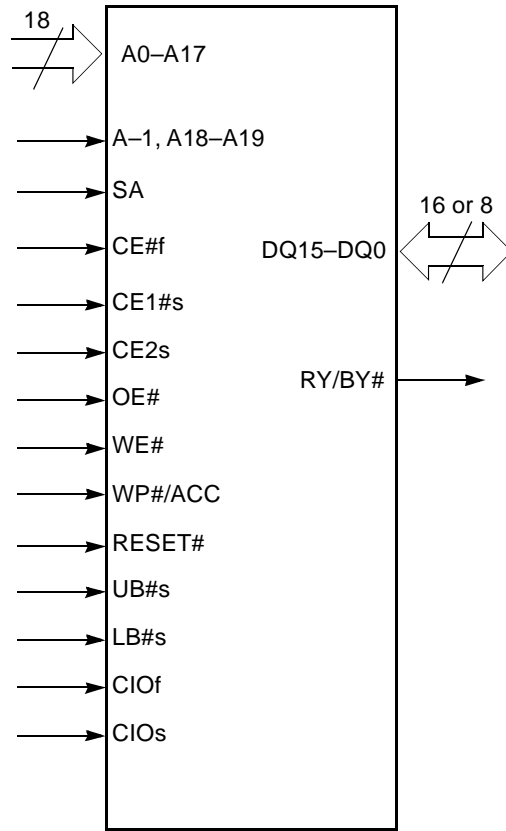 18
A0–A17
A–1, A18–A19
SA
16 or 8
CE#f
DQ15–DQ0
CE1#s
CE2s
RY/BY#
OE#
WE#
WP#/ACC
RESET#
UB#s
LB#s
CIOf
CIOs